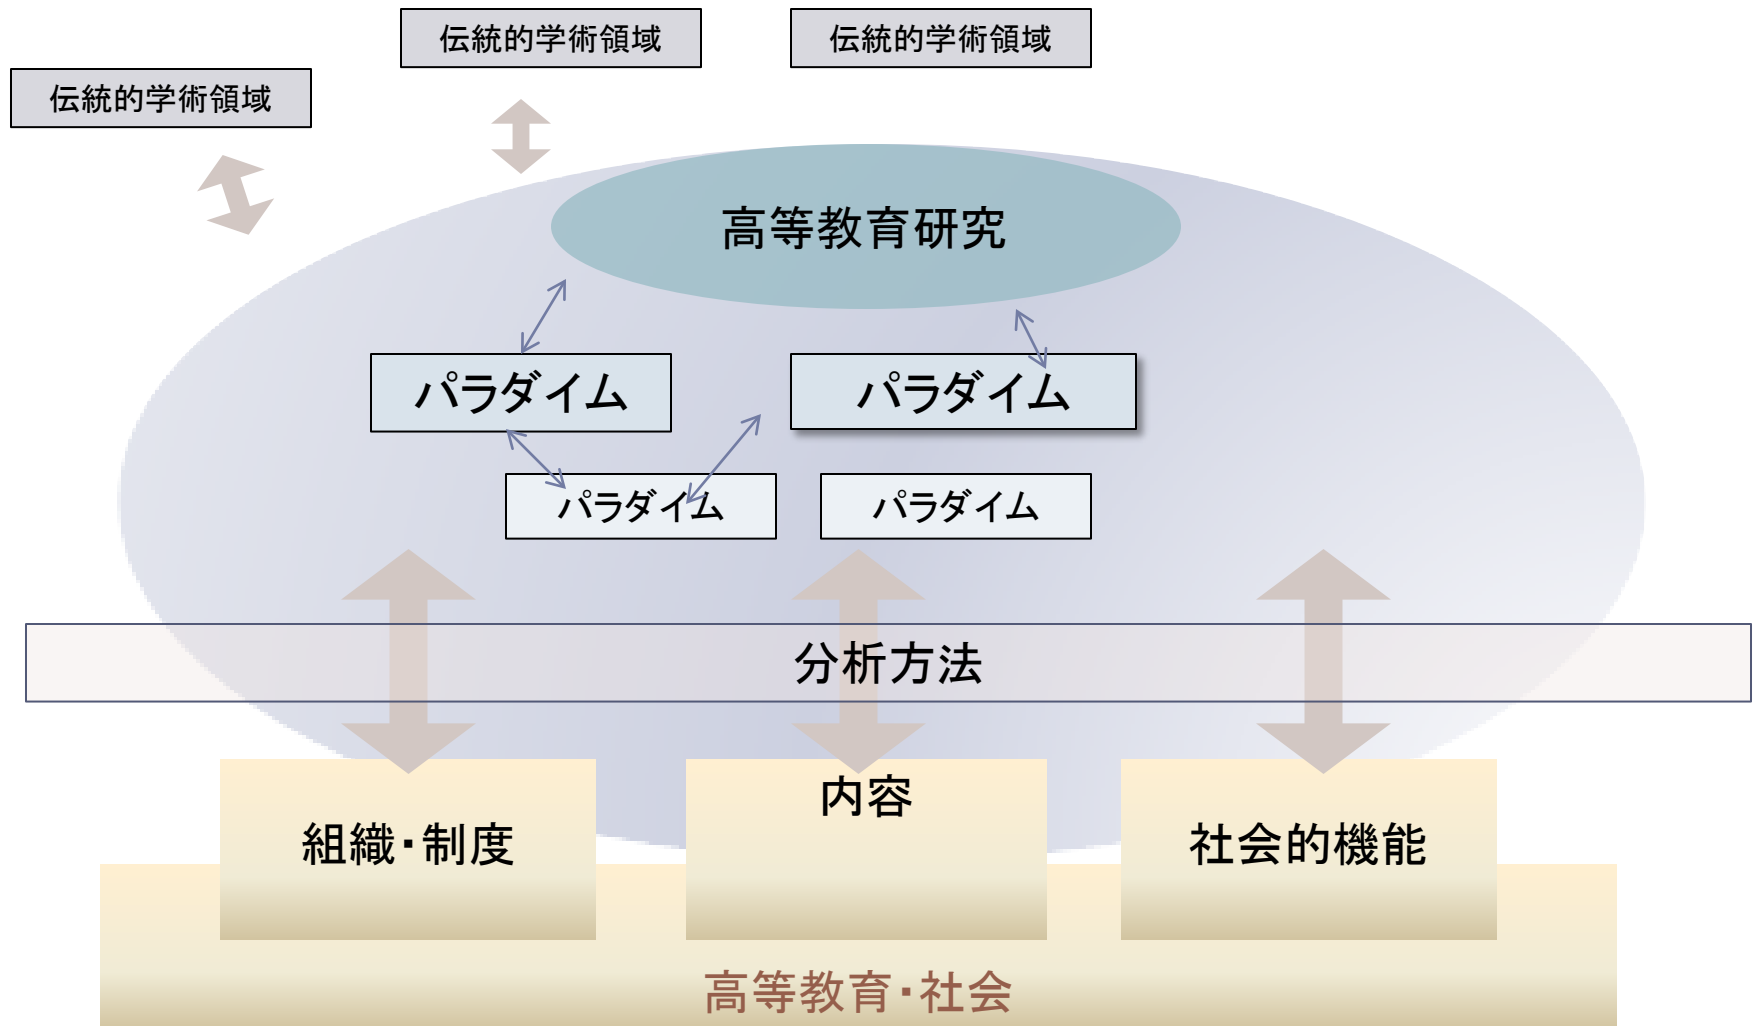 伝統的学術領域
伝統的学術領域
伝統的学術領域
高等教育研究
パラダイム
パラダイム
パラダイム
パラダイム
分析方法
組織・制度
内容
社会的機能
高等教育・社会